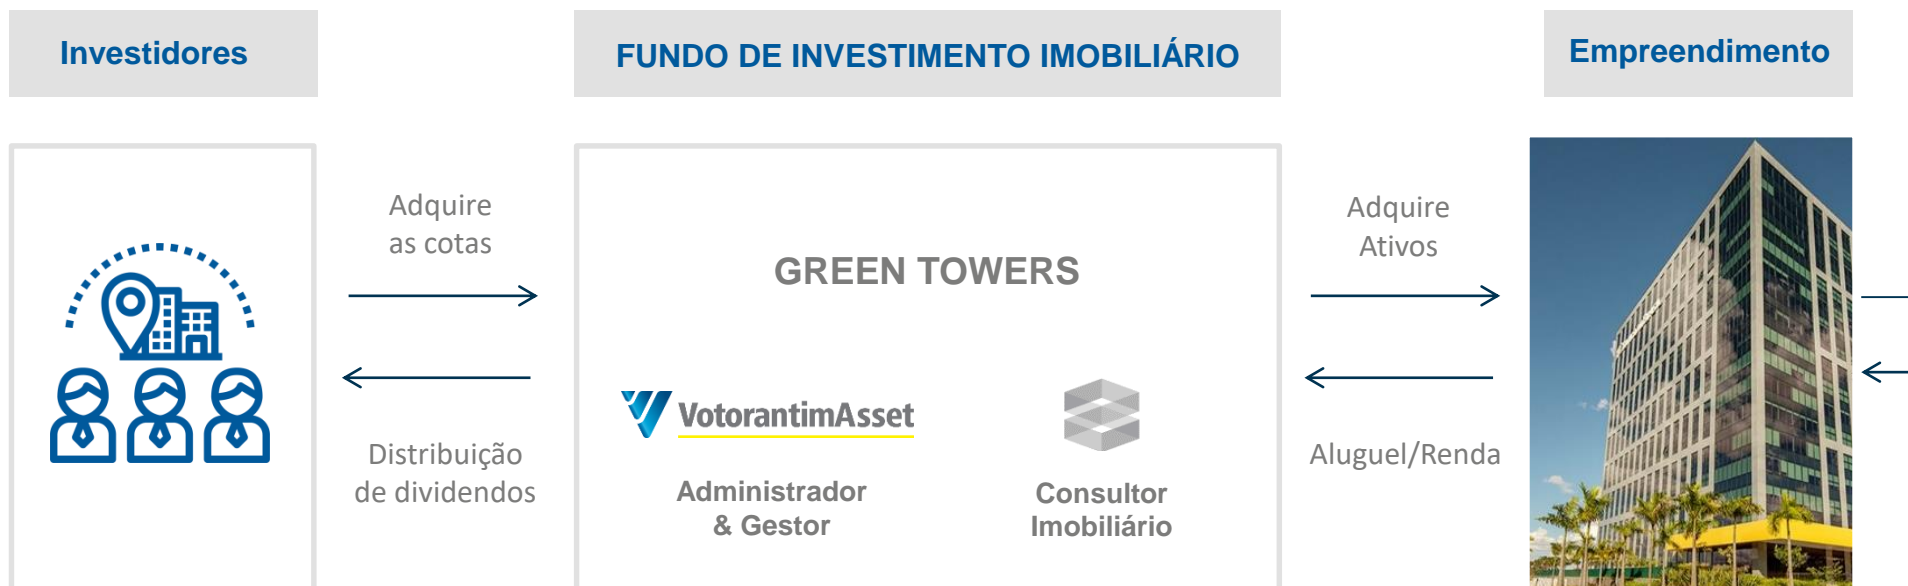 Investidores
FUNDO DE INVESTIMENTO IMOBILIÁRIO
Empreendimento
Adquire
as cotas
Distribuição
de dividendos
GREEN TOWERS
VotorantimAsset
Administrador
& Gestor
Consultor
Imobiliário
Adquire
Ativos
Aluguel/Renda